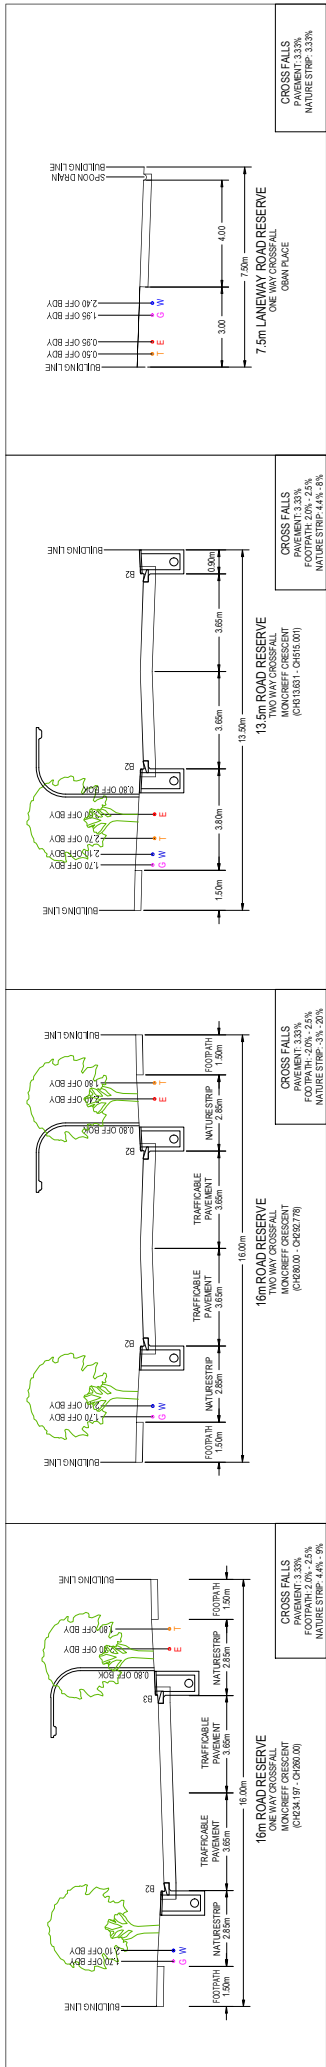 BUILDING LINE
1.70 OFF BDY
2.10 OFF BDY
0.80 OFF BOK
OFF BDY
1.80 OFF BDY
BUILDING LINE
G
W
B2
B3
E
T
FOOTPATH
1.50m
NATURESTRIP
2.85m
TRAFFICABLE
PAVEMENT
3.65m
TRAFFICABLE
PAVEMENT
3.65m
NATURESTRIP
2.85m
FOOTPATH
1.50m
16.00m
16m ROAD RESERVE
ONE WAY CROSSFALL
MONCRIEFF CRESCENT
(CH234.197 - CH260.00)
CROSS FALLS
PAVEMENT: 3.33%
FOOTPATH: 2.0% - 2.5%
NATURE STRIP: 4.4% - 9%
BUILDING LINE
1.70 OFF BDY
2.10 OFF BDY
0.80 OFF BOK
OFF BDY
1.80 OFF BDY
BUILDING LINE
G
W
B2
B2
E
T
FOOTPATH
1.50m
NATURESTRIP
2.85m
TRAFFICABLE
PAVEMENT
3.65m
TRAFFICABLE
PAVEMENT
3.65m
NATURESTRIP
2.85m
FOOTPATH
1.50m
16.00m
16m ROAD RESERVE
TWO WAY CROSSFALL
MONCRIEFF CRESCENT
(CH280.00 - CH292.778)
CROSS FALLS
PAVEMENT: 3.33%
FOOTPATH: -2.0% - 2.5%
NATURE STRIP: -3% - -20%
BUILDING LINE
1.70 OFF BDY
2.10 OFF BDY
2.70 OFF BDY
OFF BDY
0.80 OFF BOK
BUILDING LINE
G
W
T
E
B2
B2
1.50m
3.80m
3.65m
3.65m
0.90m
13.50m
13.5m ROAD RESERVE
TWO WAY CROSSFALL
MONCRIEFF CRESCENT
(CH313.631 - CH515.001)
CROSS FALLS
PAVEMENT: 3.33%
FOOTPATH: 2.0% - 2.5%
NATURE STRIP: 4.4% - 8%
BUILDING LINE
0.50 OFF BDY
0.95 OFF BDY
1.95 OFF BDY
2.40 OFF BDY
SPOON DRAIN
BUILDING LINE
T
E
G
W
3.00
4.00
7.50m
7.5m LANEWAY ROAD RESERVE
ONE WAY CROSSFALL
OBAN PLACE
CROSS FALLS
PAVEMENT: 3.33%
NATURE STRIP: 3.33%